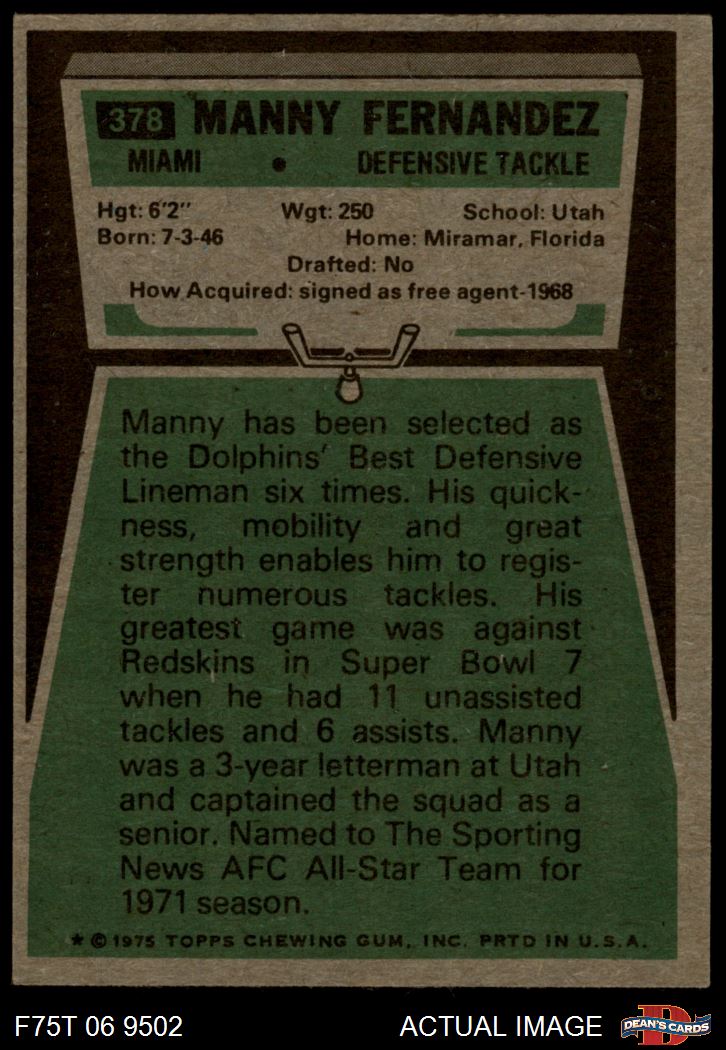 378 MANNY FERNANDEZ
MIAMI • DEFENSIVE TACKLE
Hgt: 6'2" Wgt: 250 School: Utah
Born: 7-3-46 Home: Miramar, Florida
Drafted: No
How Acquired: signed as free agent-1968
Manny has been selected as
the Dolphins' Best Defensive
Lineman six times. His quick-
ness, mobility and great
strength enables him to regis-
ter numerous tackles. His
greatest game was against
Redskins in Super Bowl 7
when he had 11 unassisted
tackles and 6 assists. Manny
was a 3-year letterman at Utah
and captained the squad as a
senior. Named to The Sporting
News AFC All-Star Team for
1971 season.
★ © 1975 TOPPS CHEWING GUM, INC. PRTD IN U.S.A.
F75T 06 9502 ACTUAL IMAGE
D
DEAN'S CARDS